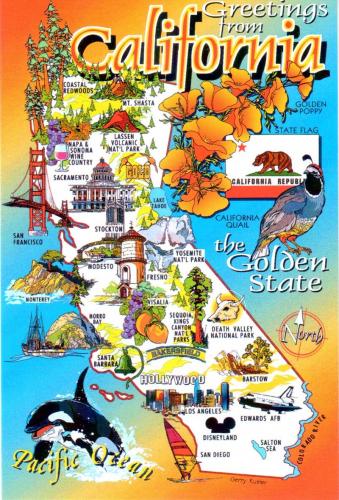 Greetings
from
California
COASTAL
REDWOODS
MT. SHASTA
GOLDEN
POPPY
STATE FLAG
NAPA &
SONOMA
WINE
COUNTRY
LASSEN
VOLCANIC
NAT'L PARK
GOLD
SACRAMENTO
CALIFORNIA REPUBLIC
LAKE
TAHOE
SAN
FRANCISCO
STOCKTON
CALIFORNIA
QUAIL
the
Golden
State
MODESTO
YOSEMITE
NAT'L PARK
MONTEREY
FRESNO
MORRO
BAY
VISALIA
SEQUOIA
KINGS
CANYON
NAT'L
PARKS
DEATH VALLEY
NATIONAL PARK
North
SANTA
BARBARA
BAKERSFIELD
HOLLYWOOD
BARSTOW
LOS ANGELES
EDWARDS AFB
DISNEYLAND
COLORADO RIVER
SAN DIEGO
SALTON
SEA
Pacific Ocean